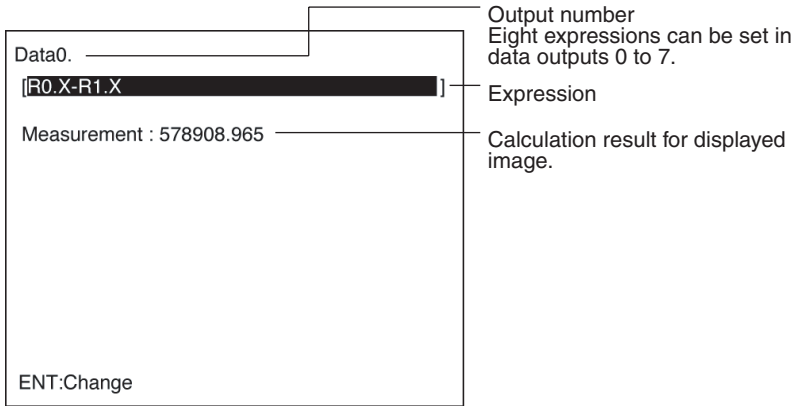 Output number
Eight expressions can be set in
data outputs 0 to 7.
Data0.
[R0.X-R1.X ]
Expression
Measurement : 578908.965
Calculation result for displayed
image.
ENT:Change